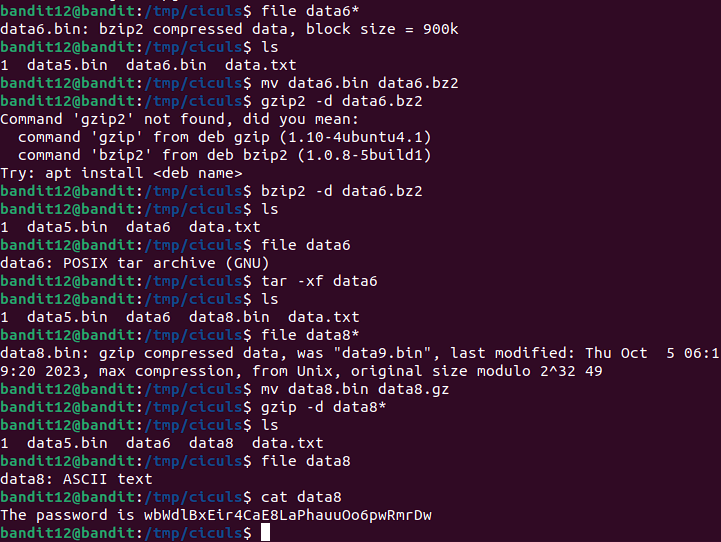 bandit12@bandit:/tmp/ciculs$ file data6*
data6.bin: bzip2 compressed data, block size = 900k
bandit12@bandit:/tmp/ciculs$ ls
1  data5.bin  data6.bin  data.txt
bandit12@bandit:/tmp/ciculs$ mv data6.bin data6.bz2
bandit12@bandit:/tmp/ciculs$ gzip2 -d data6.bz2
Command 'gzip2' not found, did you mean:
  command 'gzip' from deb gzip (1.10-4ubuntu4.1)
  command 'bzip2' from deb bzip2 (1.0.8-5build1)
Try: apt install <deb name>
bandit12@bandit:/tmp/ciculs$ bzip2 -d data6.bz2
bandit12@bandit:/tmp/ciculs$ ls
1  data5.bin  data6  data.txt
bandit12@bandit:/tmp/ciculs$ file data6
data6: POSIX tar archive (GNU)
bandit12@bandit:/tmp/ciculs$ tar -xf data6
bandit12@bandit:/tmp/ciculs$ ls
1  data5.bin  data6  data8.bin  data.txt
bandit12@bandit:/tmp/ciculs$ file data8*
data8.bin: gzip compressed data, was "data9.bin", last modified: Thu Oct  5 06:1
9:20 2023, max compression, from Unix, original size modulo 2^32 49
bandit12@bandit:/tmp/ciculs$ mv data8.bin data8.gz
bandit12@bandit:/tmp/ciculs$ gzip -d data8*
bandit12@bandit:/tmp/ciculs$ ls
1  data5.bin  data6  data8  data.txt
bandit12@bandit:/tmp/ciculs$ file data8
data8: ASCII text
bandit12@bandit:/tmp/ciculs$ cat data8
The password is wbWdlBxEir4CaE8LaPhauuOo6pwRmrDw
bandit12@bandit:/tmp/ciculs$